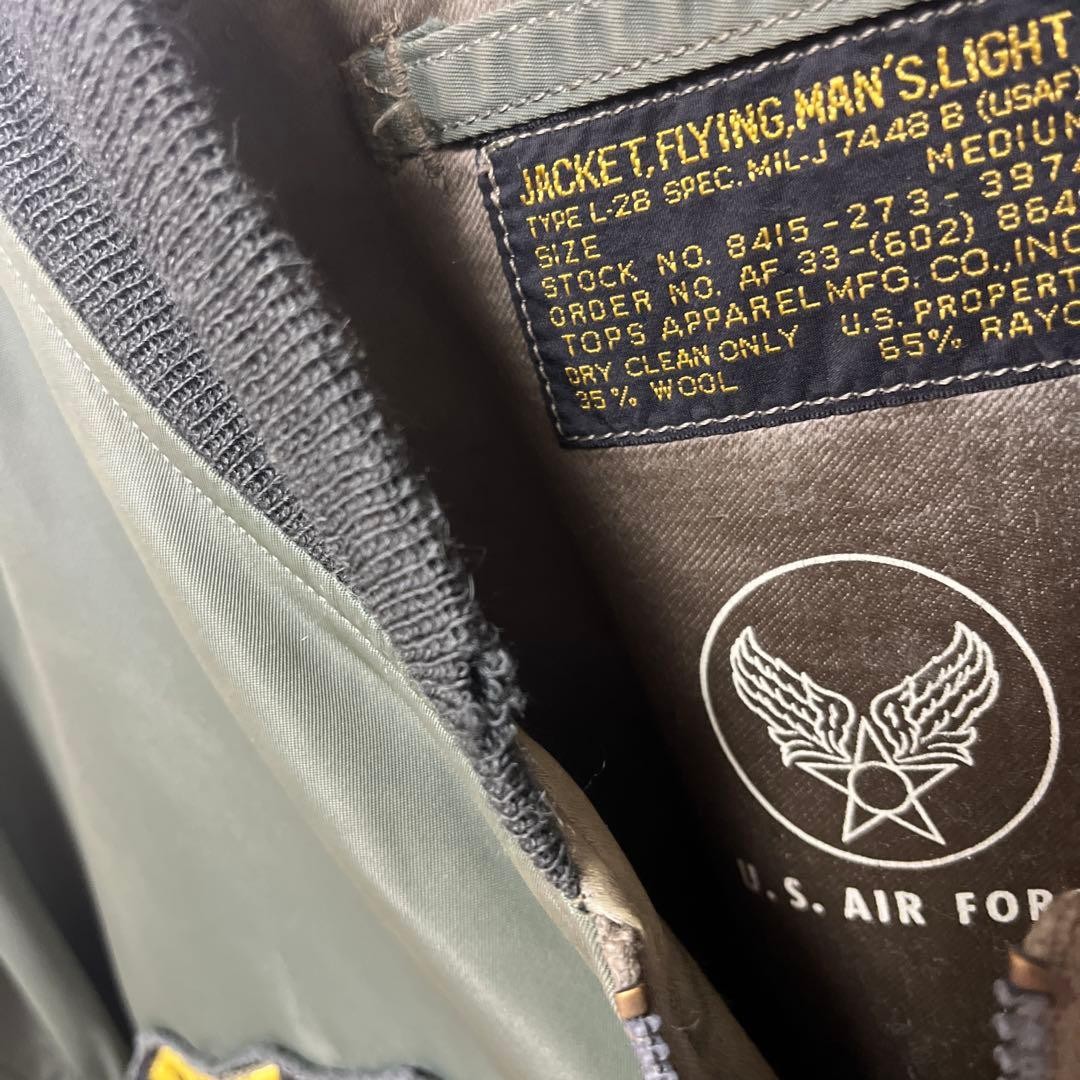 JACKET, FLYING, MAN'S, LIGHT
TYPE L-2B SPEC. MIL-J 7448 B (USAF)
SIZE MEDIUM
STOCK NO. 8415-273-397
ORDER NO. AF 33-(602) 864
TOPS APPAREL MFG. CO., INC
DRY CLEAN ONLY U.S. PROPERT
35% WOOL 65% RAYO
U.S. AIR FOR